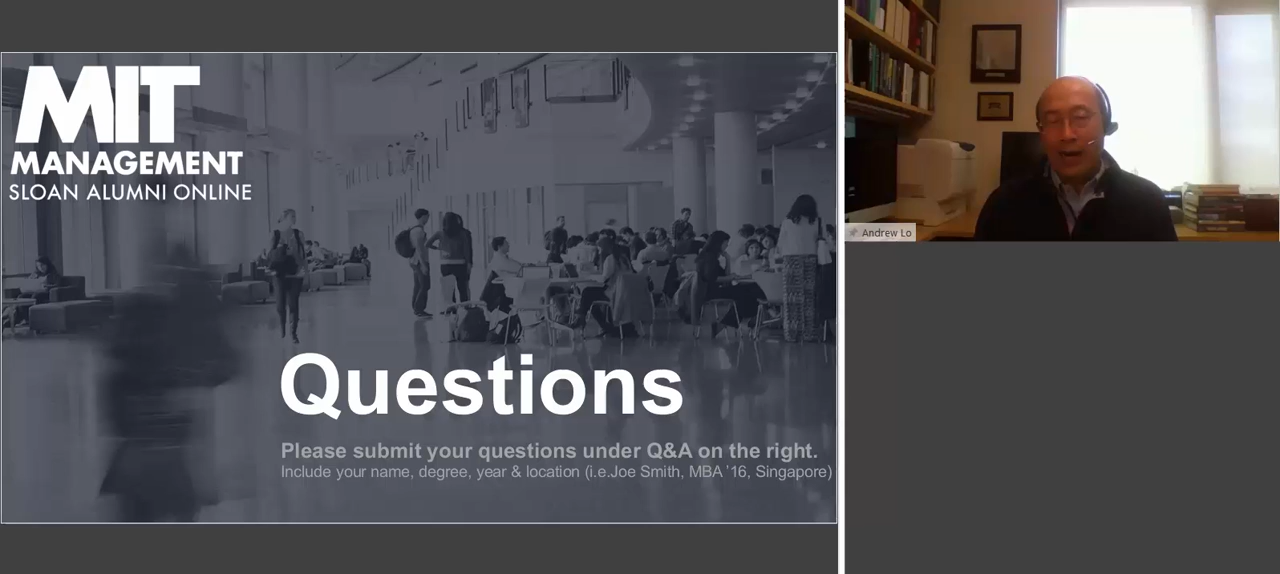 MIT
MANAGEMENT
SLOAN ALUMNI ONLINE
Questions
Please submit your questions under Q&A on the right.
Include your name, degree, year & location (i.e.Joe Smith, MBA '16, Singapore)
Andrew Lo